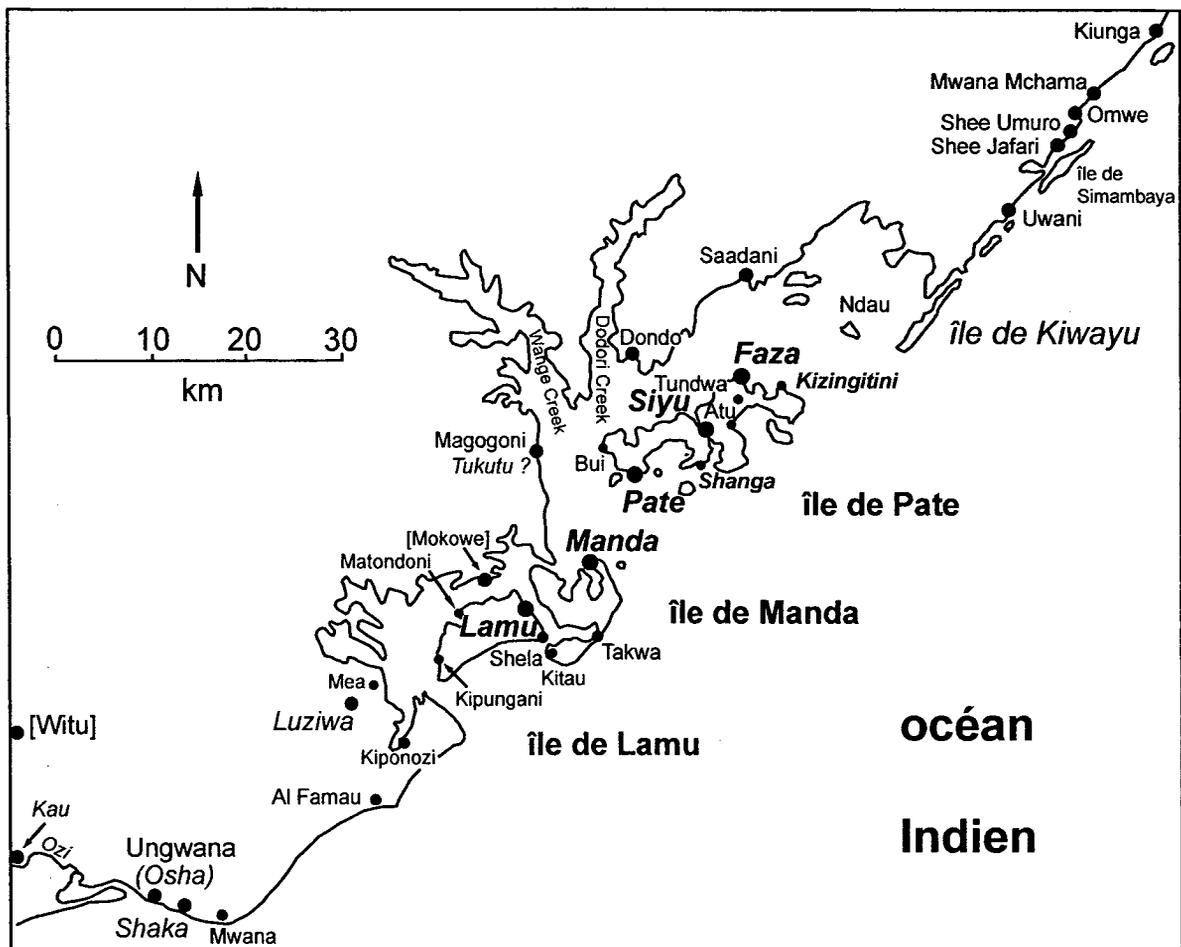 Kiunga
Mwana Mchama
Omwe
Shee Umuro
Shee Jafari
île de
Simambaya
Uwani
N
0 10 20 30
km
Saadani
Ndau
île de Kiwayu
Wange Creek
Dodori Creek
Dondo
Faza
Tundwa
Kizingitini
Siyu
Atu
Magogoni
Tukutu ?
Bui
Shanga
Pate
île de Pate
[Mokowe]
Manda
Matondoni
île de Manda
Lamu
Shela
Takwa
Kitau
Mea
Kipungani
Luziwa
[Witu]
île de Lamu
océan
Kiponozi
Al Famau
Kau
Ozi
Indien
Ungwana
(Osha)
Shaka
Mwana